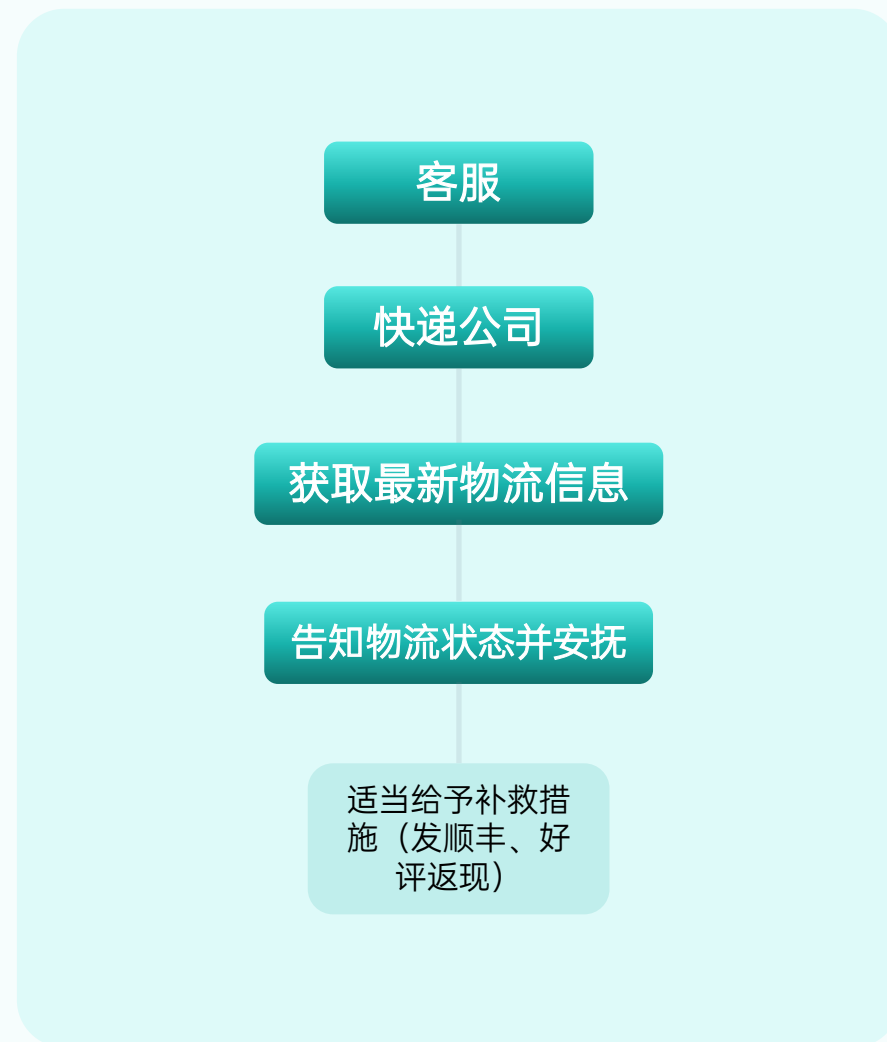 客服
快递公司
获取最新物流信息
告知物流状态并安抚
适当给予补救措
施（发顺丰、好
评返现）